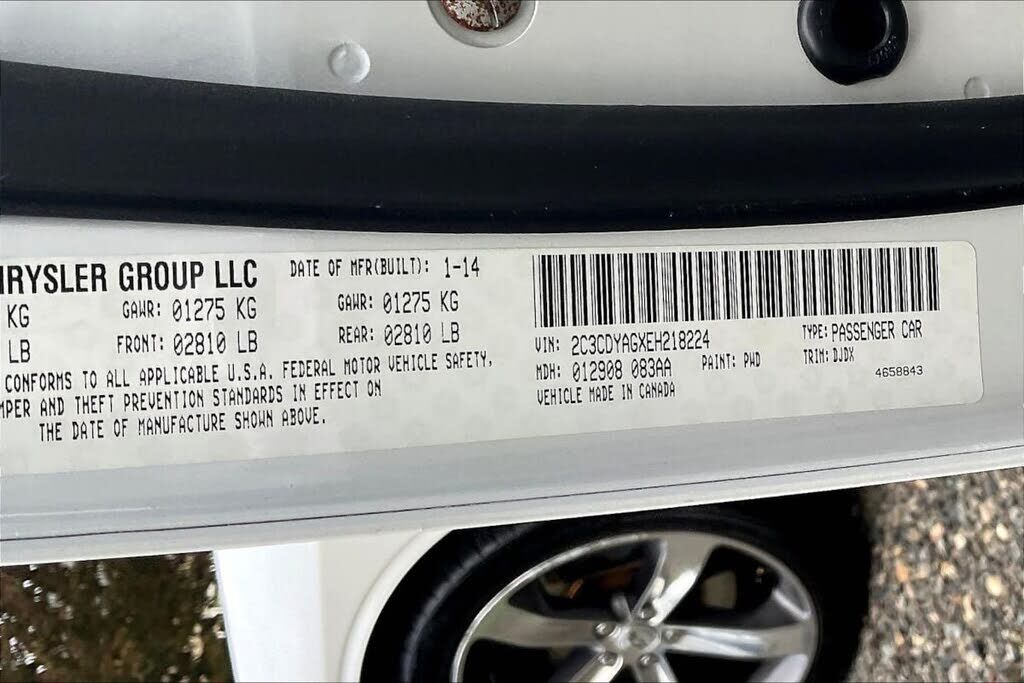 HRYSLER GROUP LLC DATE OF MFR(BUILT): 1-14
KG GAWR: 01275 KG GAWR: 01275 KG
LB FRONT: 02810 LB REAR: 02810 LB
CONFORMS TO ALL APPLICABLE U.S.A. FEDERAL MOTOR VEHICLE SAFETY,
MPER AND THEFT PREVENTION STANDARDS IN EFFECT ON
THE DATE OF MANUFACTURE SHOWN ABOVE.
VIN: 2C3CDYAGXEH218224 TYPE: PASSENGER CAR
MDH: 012908 083AA PAINT: PWD TRIM: DJDX
VEHICLE MADE IN CANADA 4658843